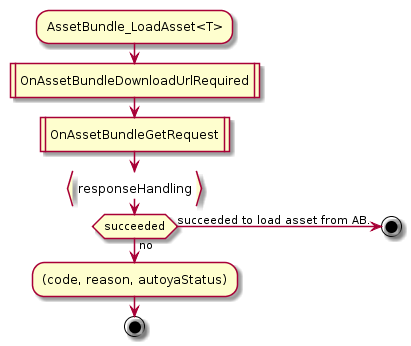 AssetBundle_LoadAsset<T>
OnAssetBundleDownloadUrlRequired
OnAssetBundleGetRequest
responseHandling
succeeded
succeeded to load asset from AB.
no
(code, reason, autoyaStatus)